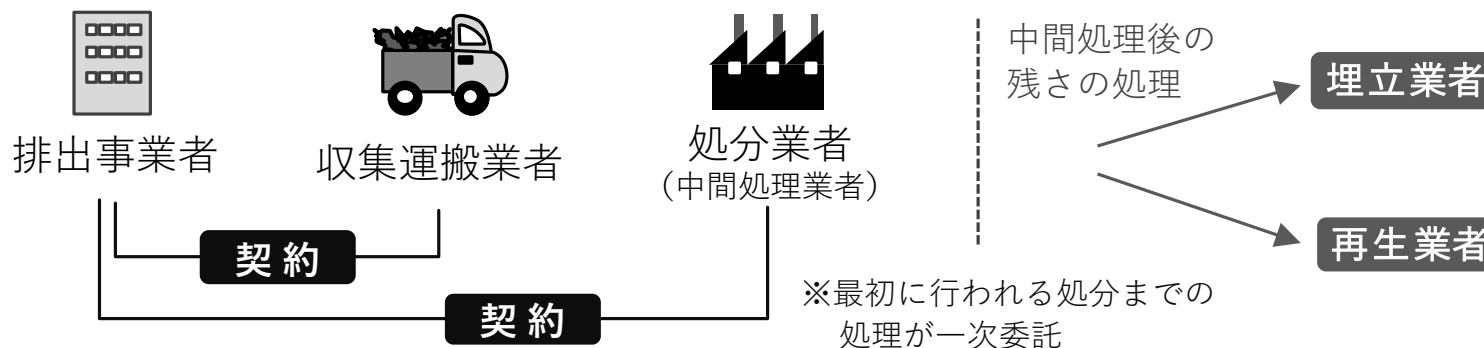 排出事業者
収集運搬業者
処分業者
（中間処理業者）
契約
契約
中間処理後の
残さの処理
埋立業者
再生業者
※最初に行われる処分までの
処理が一次委託